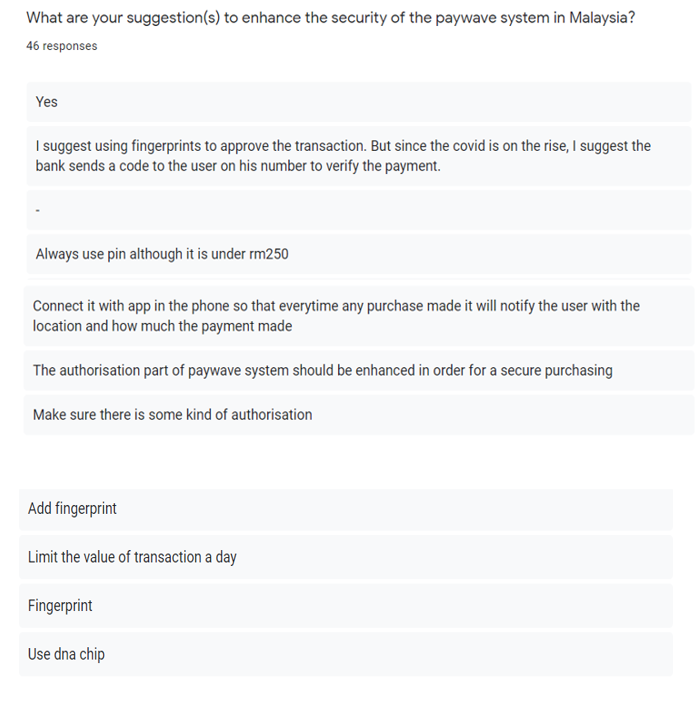 What are your suggestion(s) to enhance the security of the paywave system in Malaysia?
46 responses
Yes
I suggest using fingerprints to approve the transaction. But since the covid is on the rise, I suggest the
bank sends a code to the user on his number to verify the payment.
-
Always use pin although it is under rm250
Connect it with app in the phone so that everytime any purchase made it will notify the user with the
location and how much the payment made
The authorisation part of paywave system should be enhanced in order for a secure purchasing
Make sure there is some kind of authorisation
Add fingerprint
Limit the value of transaction a day
Fingerprint
Use dna chip